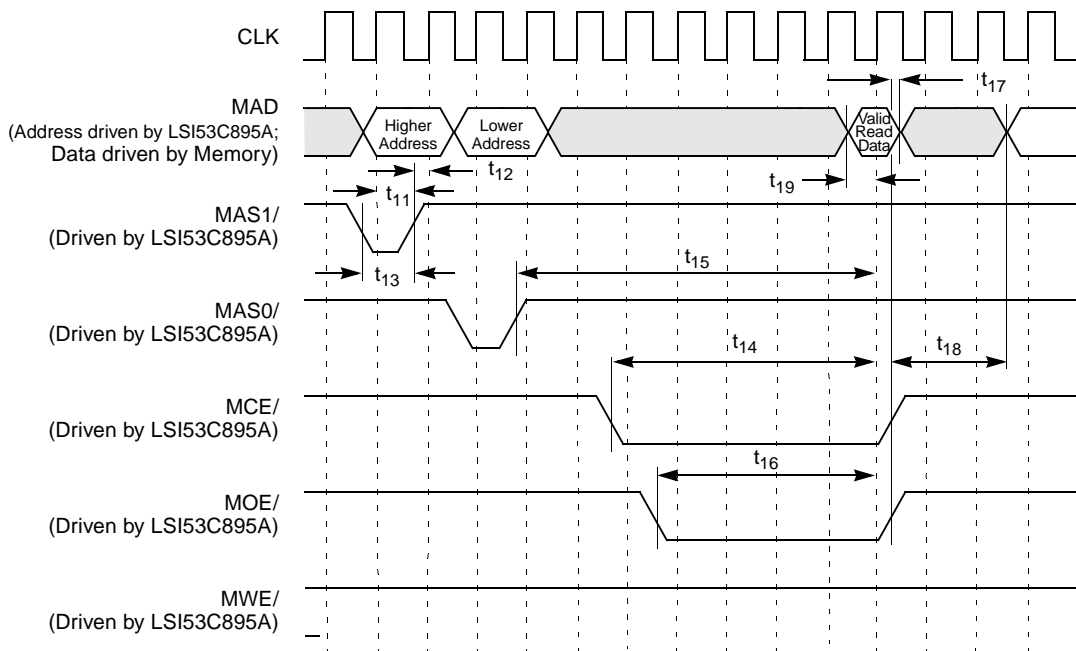 CLK
t17
MAD
(Address driven by LSI53C895A;
Data driven by Memory)
Higher
Address
Lower
Address
Valid
Read
Data
t12
t11
t19
MAS1/
(Driven by LSI53C895A)
t13
t15
MAS0/
(Driven by LSI53C895A)
t14
t18
MCE/
(Driven by LSI53C895A)
t16
MOE/
(Driven by LSI53C895A)
MWE/
(Driven by LSI53C895A)